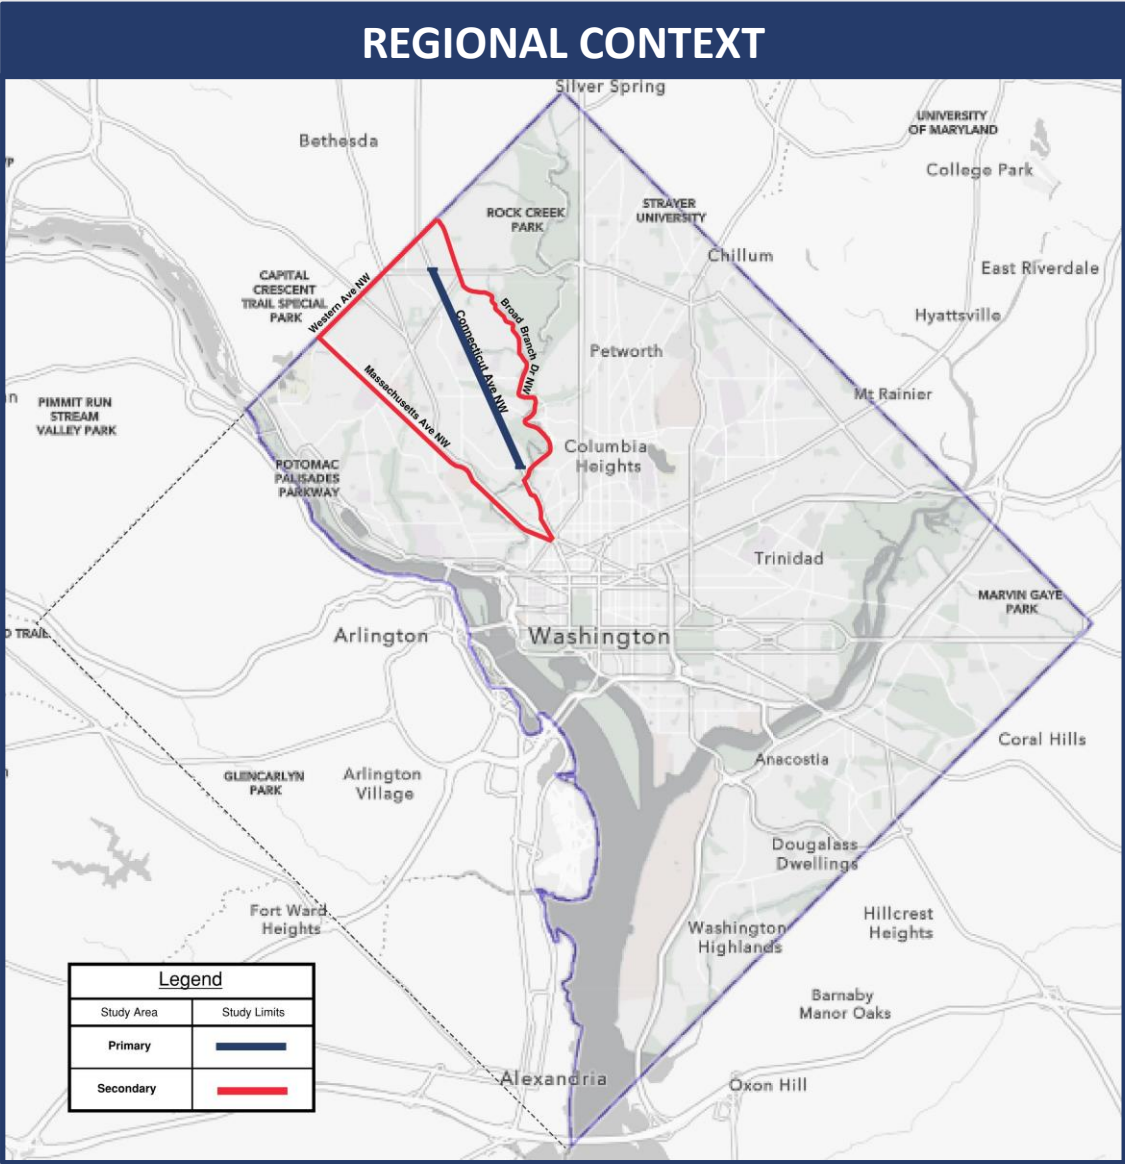 REGIONAL CONTEXT
Silver Spring
Bethesda
UNIVERSITY
OF MARYLAND
College Park
ROCK CREEK
PARK
STRAYER
UNIVERSITY
Chillum
East Riverdale
CAPITAL
CRESCENT
TRAIL SPECIAL
PARK
Western Ave NW
Hyattsville
Broad Branch Dr NW
Connecticut Ave NW
Petworth
Massachusetts Ave NW
Mt Rainier
PIMMIT RUN
STREAM
VALLEY PARK
Columbia
Heights
POTOMAC
PALISADES
PARKWAY
Trinidad
MARVIN GAYE
PARK
TRAIL
Arlington
Washington
Coral Hills
Anacostia
GLENCARLYN
PARK
Arlington
Village
Dougalass
Dwellings
Fort Ward
Heights
Hillcrest
Heights
Washington
Highlands
Barnaby
Manor Oaks
Alexandria
Oxon Hill
Legend
Study Area
Study Limits
Primary
Secondary